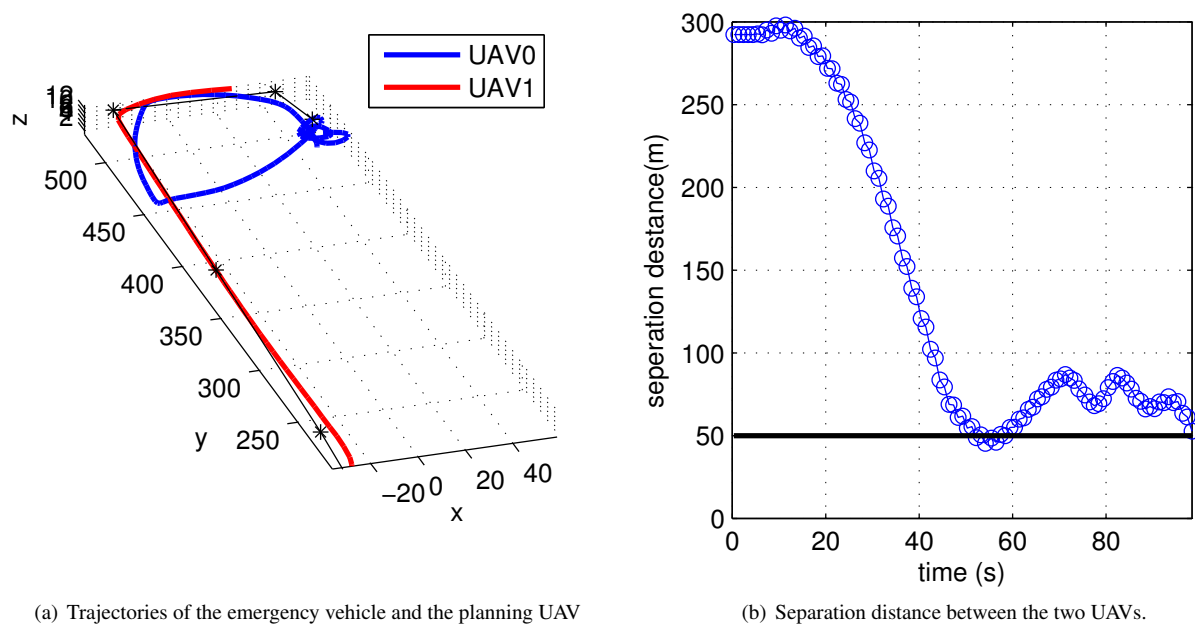 UAV0
UAV1
z
2
500
450
400
350
300
250
y
−20
0
20
40
x
300
250
200
150
100
50
0
seperation destance(m)
0
20
40
60
80
time (s)
(a) Trajectories of the emergency vehicle and the planning UAV
(b) Separation distance between the two UAVs.